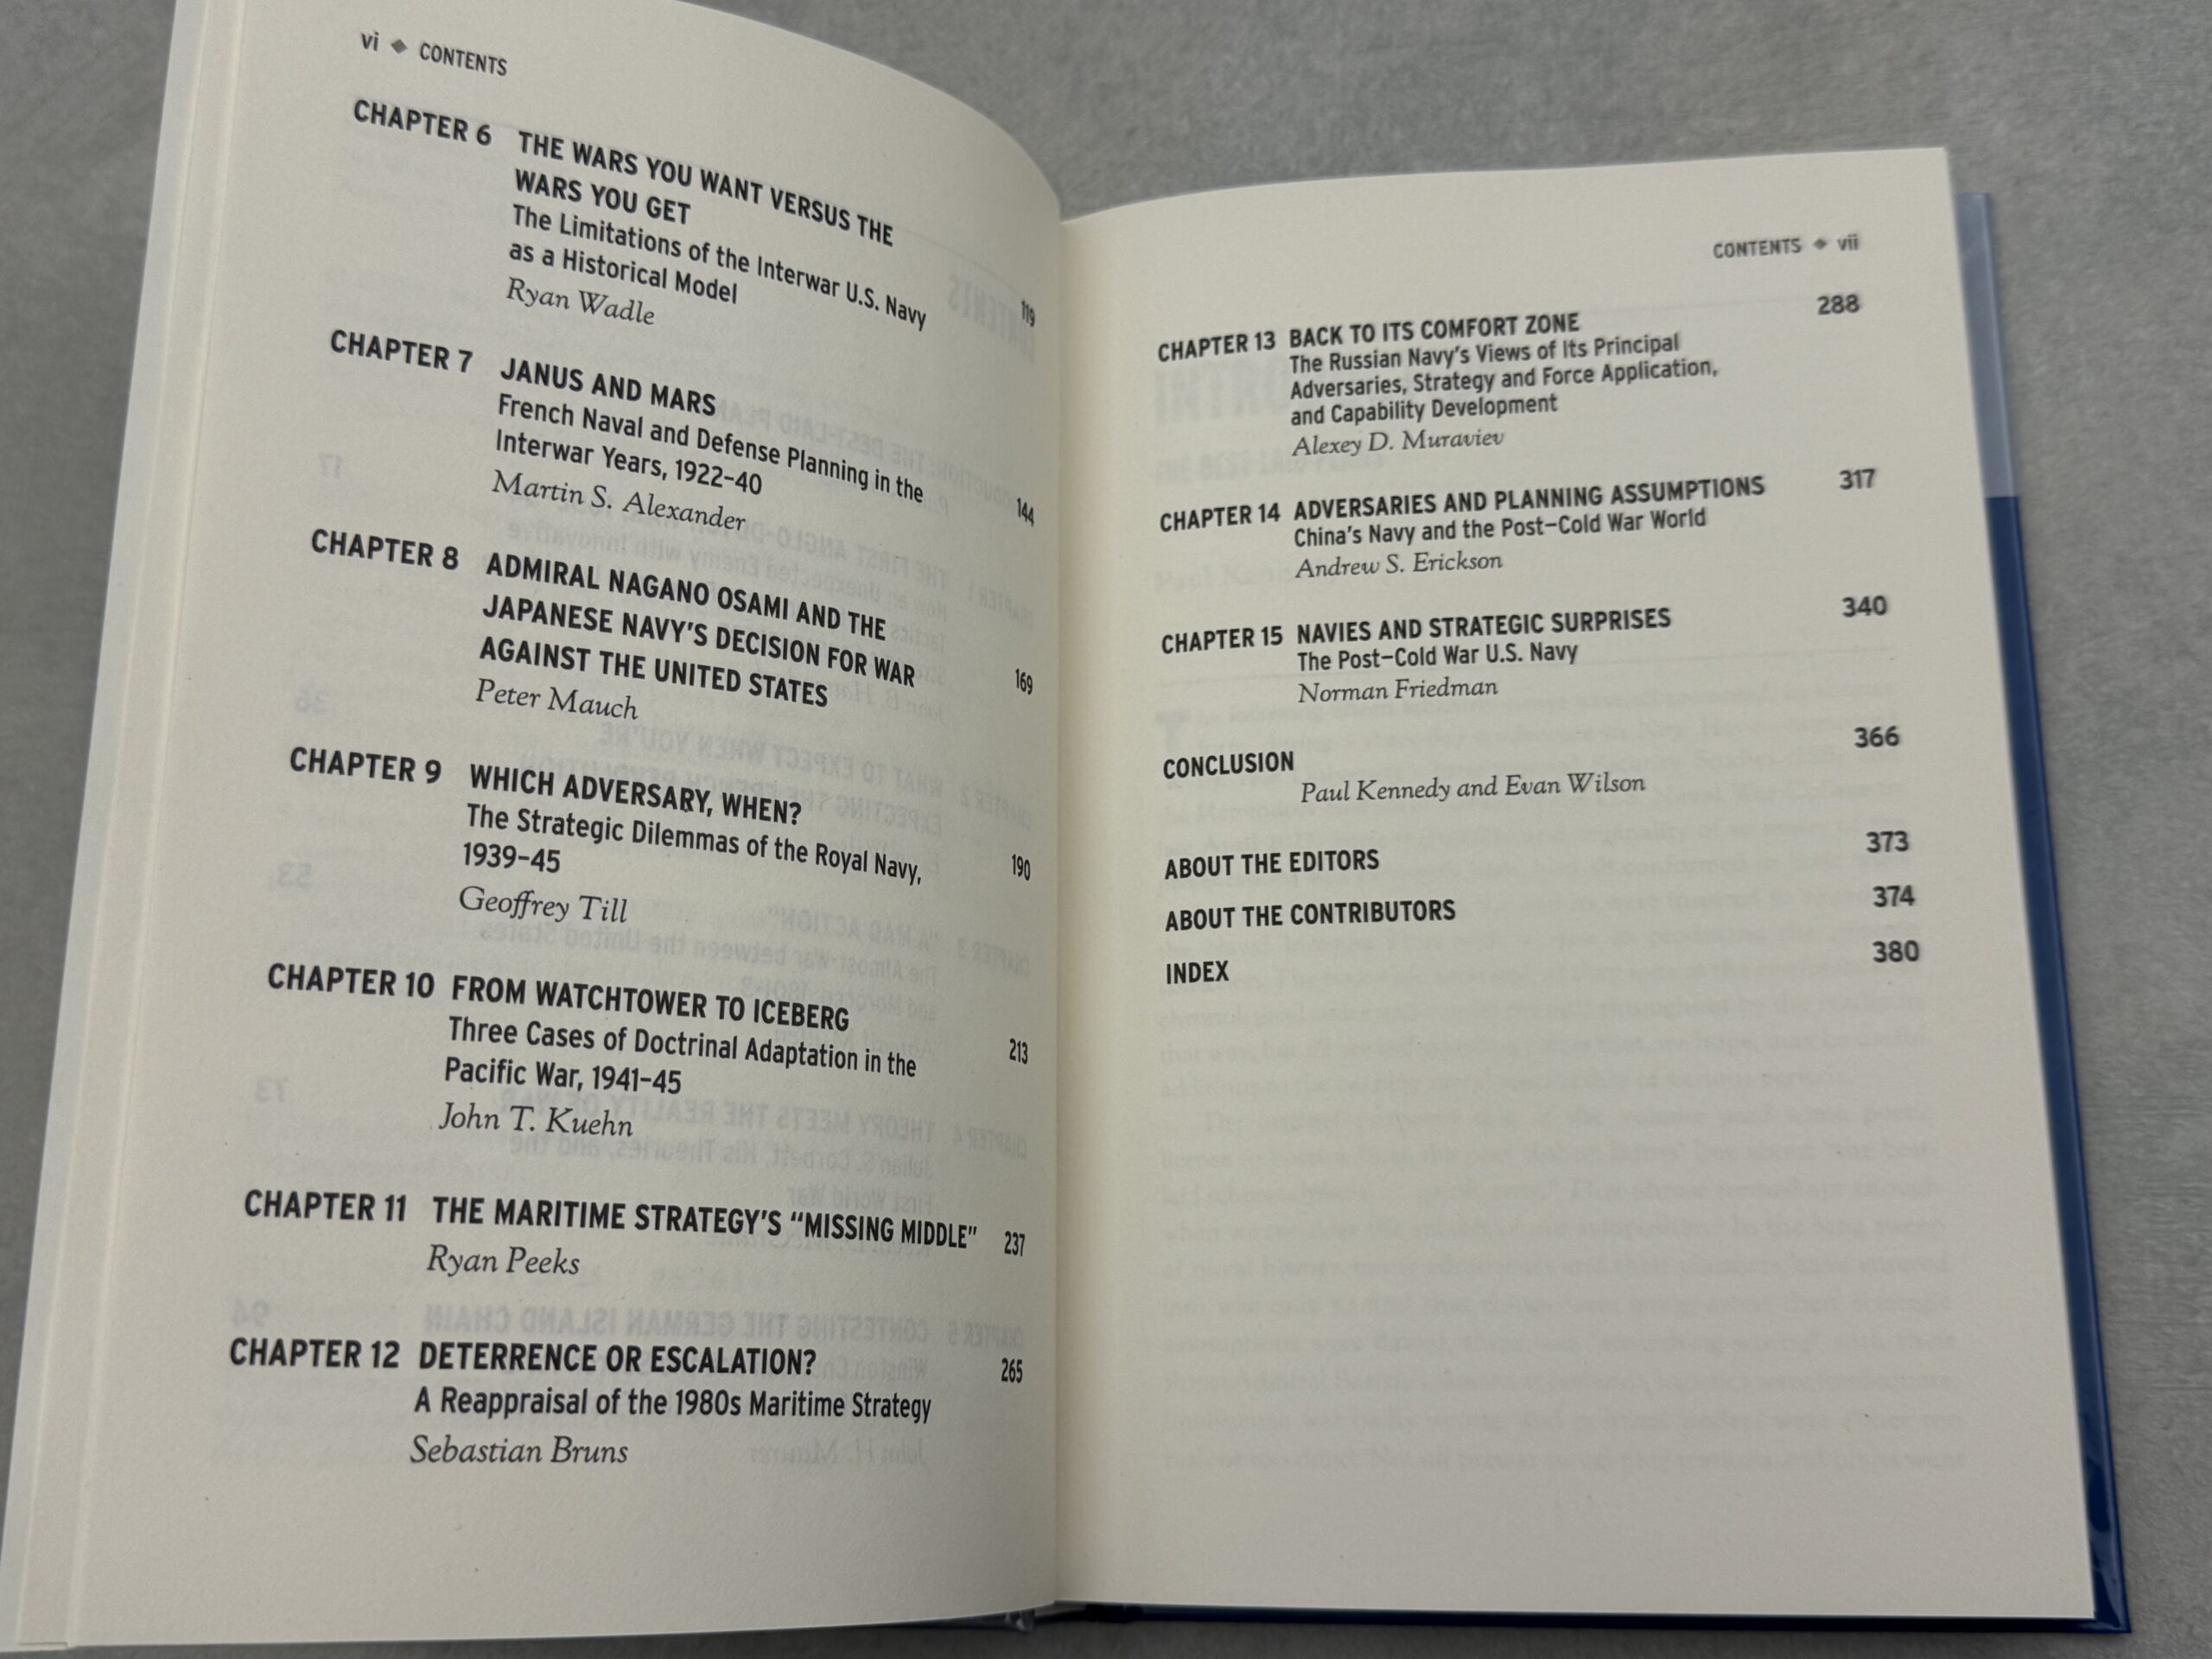 vi ◆ CONTENTS
CHAPTER 6 THE WARS YOU WANT VERSUS THE
WARS YOU GET
The Limitations of the Interwar U.S. Navy
as a Historical Model 119
Ryan Wadle
CHAPTER 7 JANUS AND MARS
French Naval and Defense Planning in the
Interwar Years, 1922–40 144
Martin S. Alexander
CHAPTER 8 ADMIRAL NAGANO OSAMI AND THE
JAPANESE NAVY'S DECISION FOR WAR
AGAINST THE UNITED STATES 169
Peter Mauch
CHAPTER 9 WHICH ADVERSARY, WHEN?
The Strategic Dilemmas of the Royal Navy,
1939–45 190
Geoffrey Till
CHAPTER 10 FROM WATCHTOWER TO ICEBERG
Three Cases of Doctrinal Adaptation in the
Pacific War, 1941–45 213
John T. Kuehn
CHAPTER 11 THE MARITIME STRATEGY'S "MISSING MIDDLE" 237
Ryan Peeks
CHAPTER 12 DETERRENCE OR ESCALATION? 265
A Reappraisal of the 1980s Maritime Strategy
Sebastian Bruns
CONTENTS ◆ vii
CHAPTER 13 BACK TO ITS COMFORT ZONE 288
The Russian Navy's Views of Its Principal
Adversaries, Strategy and Force Application,
and Capability Development
Alexey D. Muraviev
CHAPTER 14 ADVERSARIES AND PLANNING ASSUMPTIONS 317
China's Navy and the Post–Cold War World
Andrew S. Erickson
CHAPTER 15 NAVIES AND STRATEGIC SURPRISES 340
The Post–Cold War U.S. Navy
Norman Friedman
CONCLUSION 366
Paul Kennedy and Evan Wilson
ABOUT THE EDITORS 373
ABOUT THE CONTRIBUTORS 374
INDEX 380